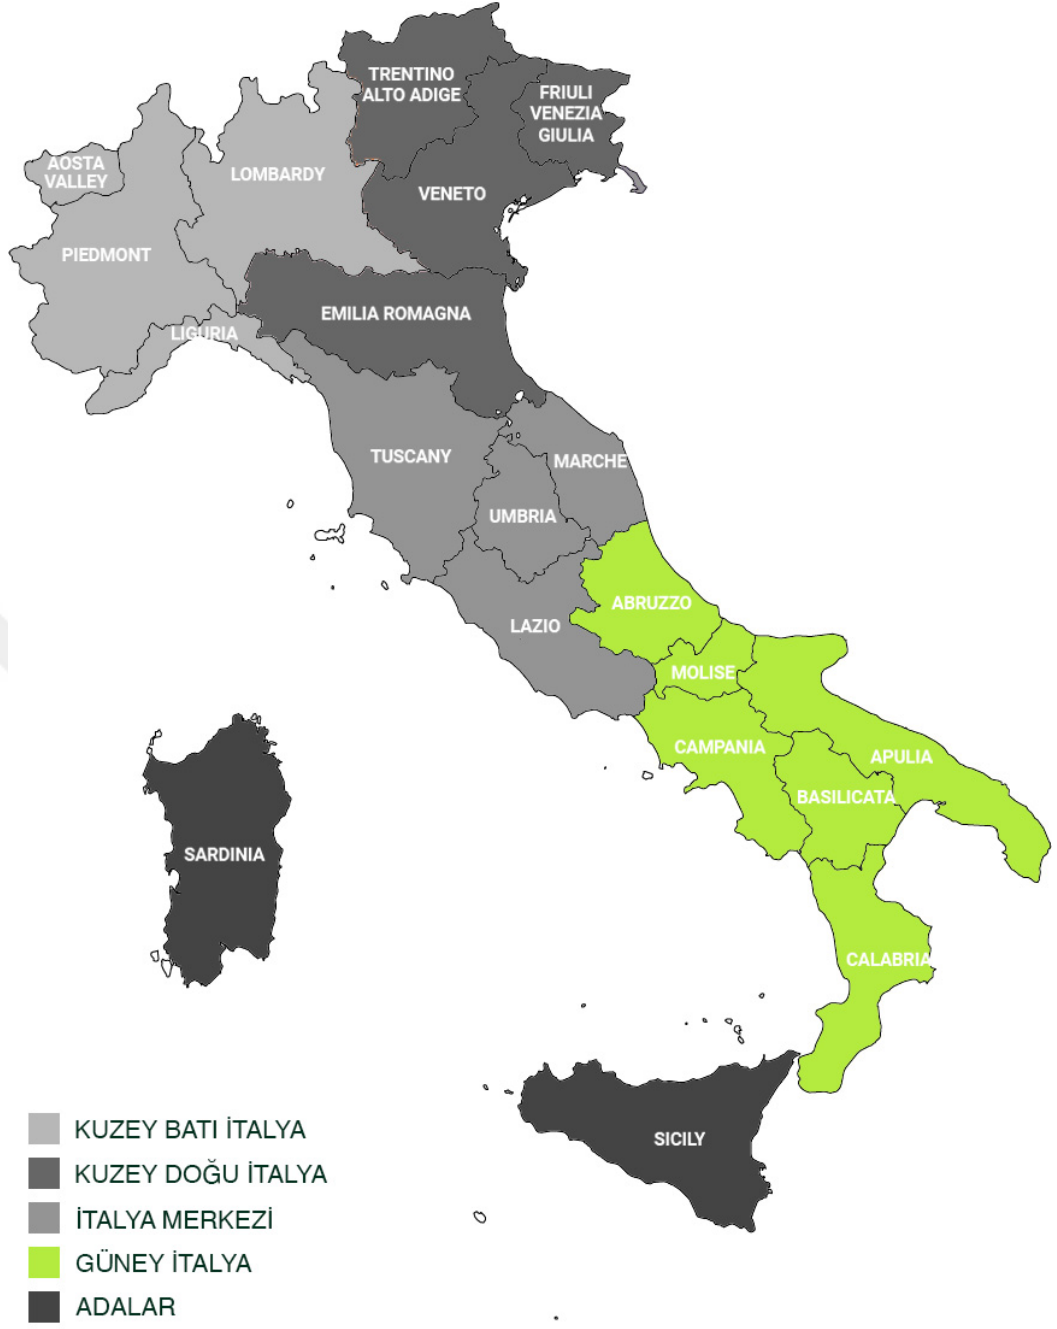 TRENTINO
ALTO ADIGE
FRIULI
VENEZIA
GIULIA
AOSTA
VALLEY
LOMBARDY
VENETO
PIEDMONT
EMILIA ROMAGNA
LIGURIA
TUSCANY
MARCHE
UMBRIA
ABRUZZO
LAZIO
MOLISE
CAMPANIA
APULIA
BASILICATA
SARDINIA
CALABRIA
SICILY
KUZEY BATI İTALYA
KUZEY DOĞU İTALYA
İTALYA MERKEZİ
GÜNEY İTALYA
ADALAR